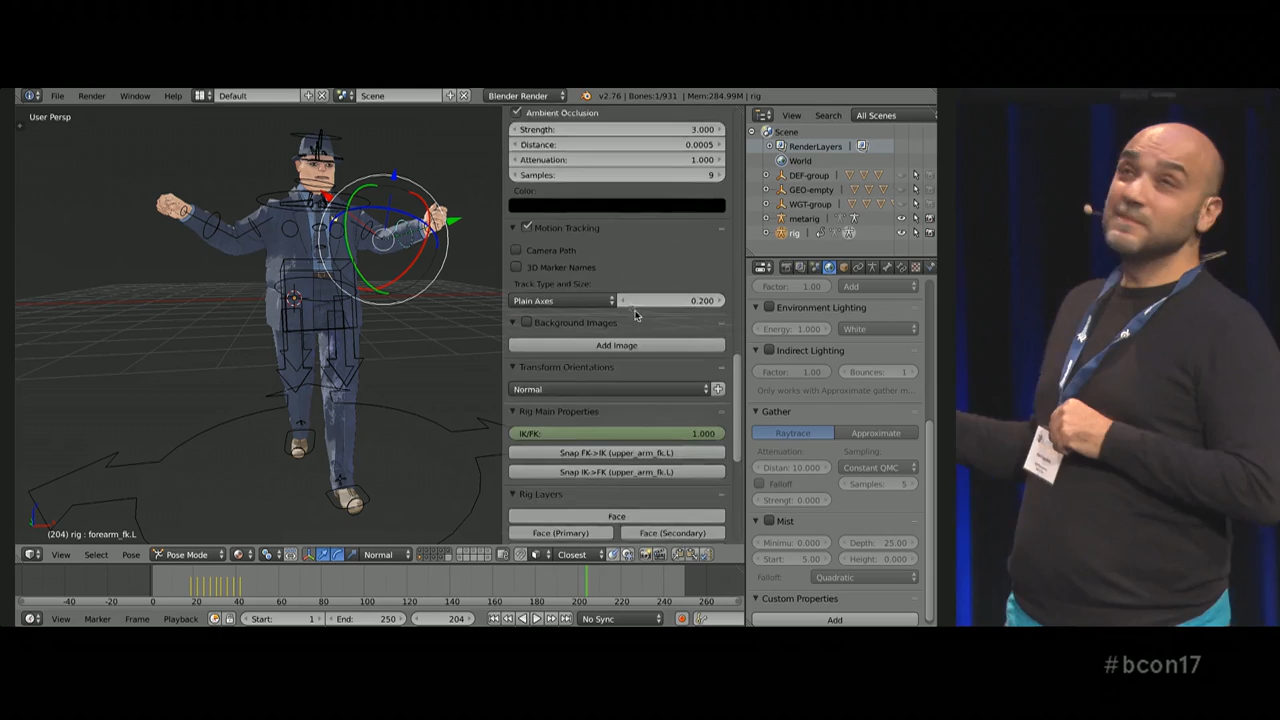 File Render Window Help Default Scene Blender Render v2.76 | Bones:1/931 | Mem:284.99M | rig
User Persp
Ambient Occlusion
Strength: 3.000
Distance: 0.0005
Attenuation: 1.000
Samples: 9
Color:
Motion Tracking
Camera Path
3D Marker Names
Track Type and Size:
Plain Axes 0.200
Background Images
Add Image
Transform Orientations
Normal
Rig Main Properties
IK/FK: 1.000
Snap FK->IK (upper_arm_fk.L)
Snap IK->FK (upper_arm_fk.L)
Rig Layers
Face
Face (Primary) Face (Secondary)
(204) rig : forearm_fk.L
View Select Pose Pose Mode Normal Closest
-40 -20 0 20 40 60 80 100 120 140 160 180 200 220 240 260
View Marker Frame Playback Start: 1 End: 250 204 No Sync
View Search All Scenes
Scene
RenderLayers
World
DEF-group
GEO-empty
WGT-group
metarig
rig
Factor: 1.00 Add
Environment Lighting
Energy: 1.000 White
Indirect Lighting
Factor: 1.00 Bounces: 1
Only works with Approximate gather m...
Gather
Raytrace Approximate
Attenuation: Sampling:
Distan: 10.000 Constant QMC
Falloff Samples: 5
Strengt: 0.000
Mist
Minimu: 0.000 Depth: 25.00
Start: 5.00 Height: 0.000
Falloff: Quadratic
Custom Properties
Add
#bcon17